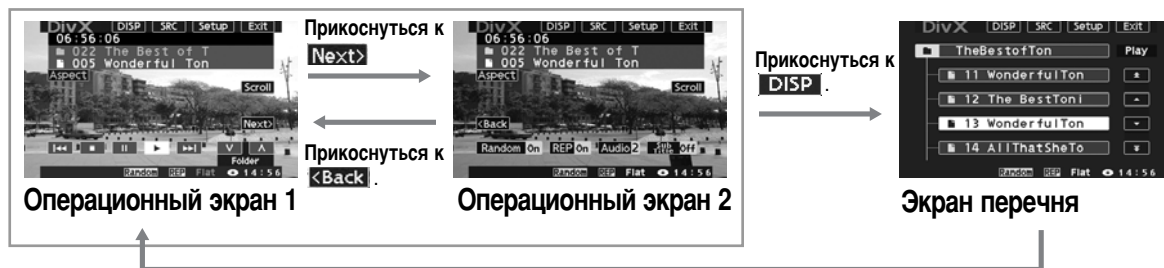 DivX DISP SRC Setup Exit
06:56:06
022 The Best of T
005 Wonderful Ton
Aspect
Scroll
Next>
Folder
Random REP Flat 14:56
Операционный экран 1
Прикоснуться к
Next>
Прикоснуться к
<Back .
DivX DISP SRC Setup Exit
06:56:06
022 The Best of T
005 Wonderful Ton
Aspect
Scroll
<Back
Next>
Random On REP On Audio 2 Sub Title Off
Random REP Flat 14:56
Операционный экран 2
Прикоснуться к
DISP .
DivX DISP SRC Setup Exit
TheBestofTon Play
11 WonderfulTon
12 The BestToni
13 WonderfulTon
14 AllThatSheTo
Random REP Flat 14:56
Экран перечня